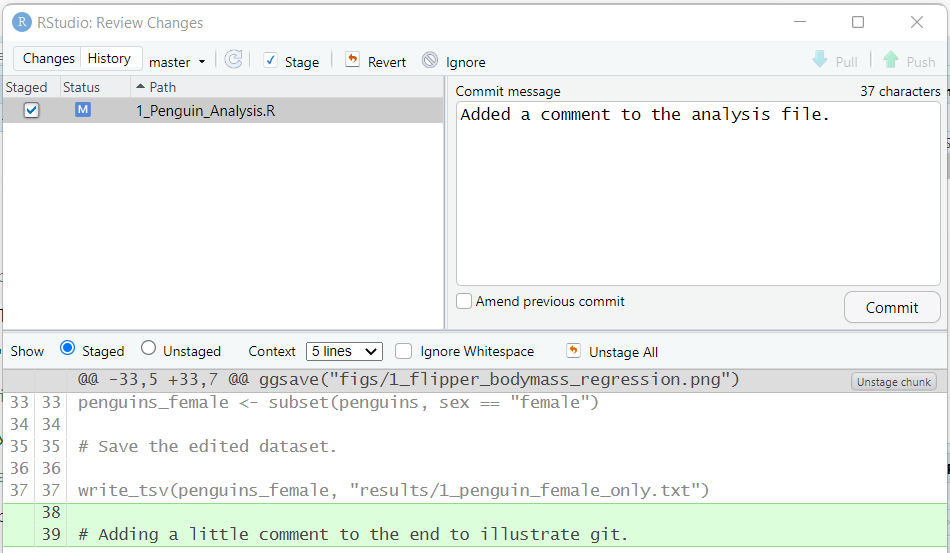 R RStudio: Review Changes
Changes History master Stage Revert Ignore Pull Push
Staged Status Path
M 1_Penguin_Analysis.R
Commit message 37 characters
Added a comment to the analysis file.
Amend previous commit
Commit
Show Staged Unstaged Context 5 lines Ignore Whitespace Unstage All
@@ -33,5 +33,7 @@ ggsave("figs/1_flipper_bodymass_regression.png") Unstage chunk
33 33 penguins_female <- subset(penguins, sex == "female")
34 34
35 35 # Save the edited dataset.
36 36
37 37 write_tsv(penguins_female, "results/1_penguin_female_only.txt")
38
39 # Adding a little comment to the end to illustrate git.